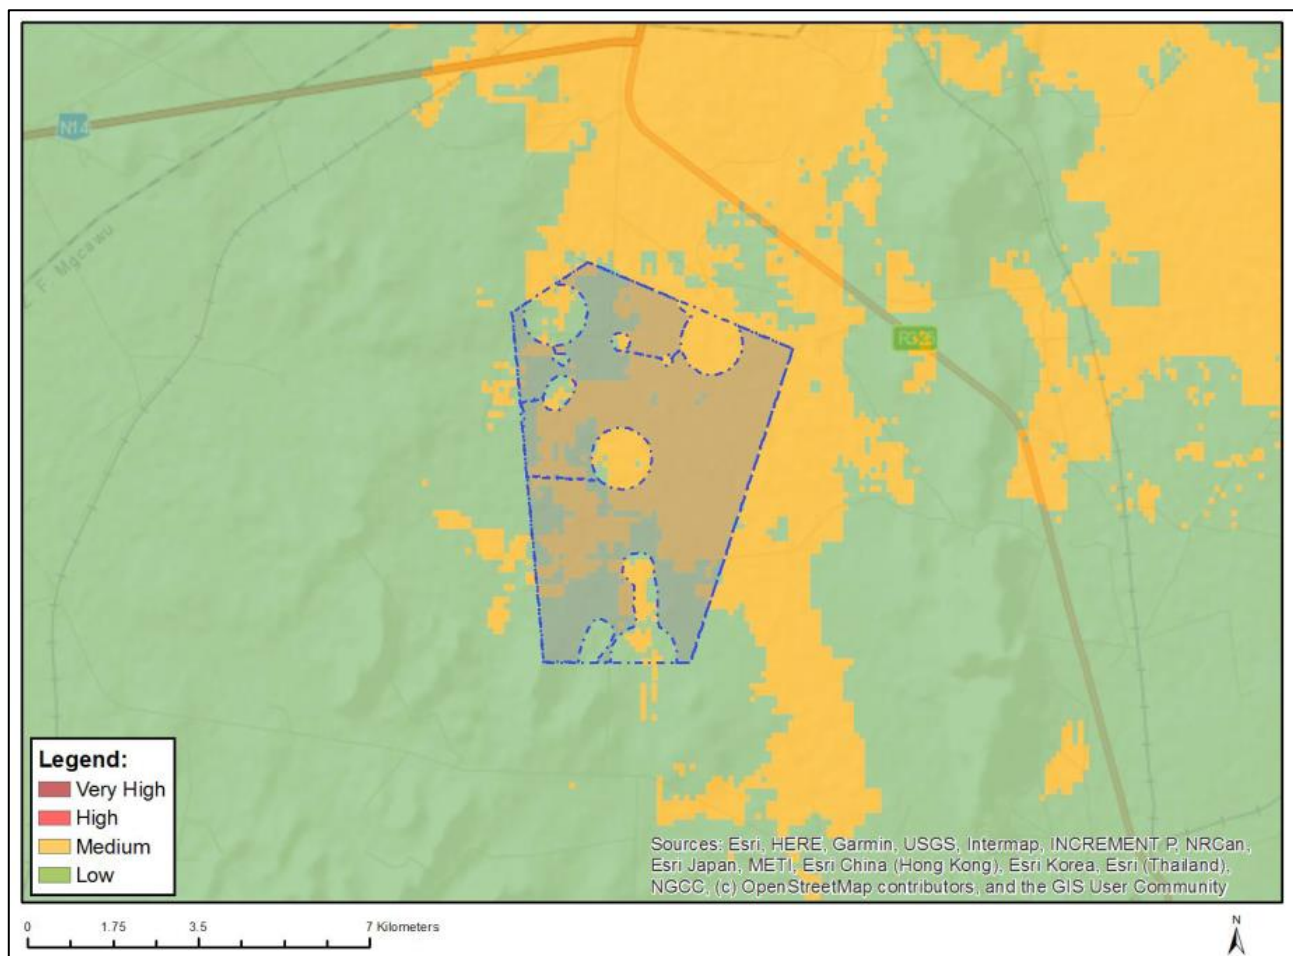 N14
Mgcawu
Legend:
Very High
High
Medium
Low
Sources: Esri, HERE, Garmin, USGS, Intermap, INCREMENT P, NRCan,
Esri Japan, METI, Esri China (Hong Kong), Esri Korea, Esri (Thailand),
NGCC, (c) OpenStreetMap contributors, and the GIS User Community
0 1.75 3.5 7 Kilometers
N